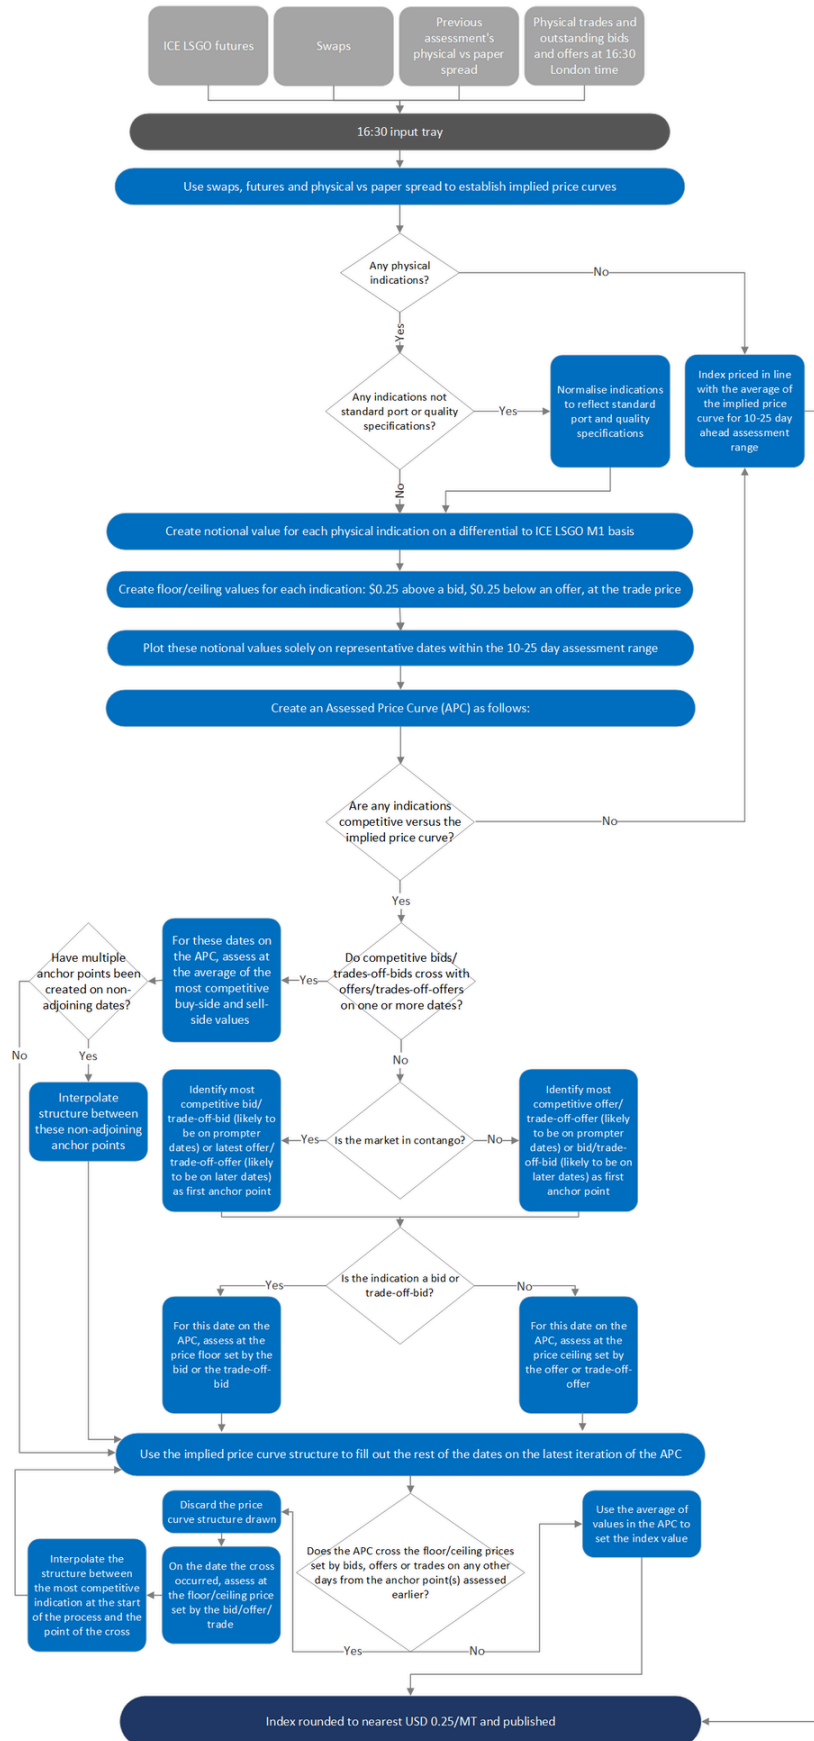 ICE LSGO futures
Swaps
Previous
assessment's
physical vs paper
spread
Physical trades and
outstanding bids
and offers at 16:30
London time
16:30 input tray
Use swaps, futures and physical vs paper spread to establish implied price curves
Any physical
indications?
No
Yes
Any indications not
standard port or quality
specifications?
Yes
Normalise indications
to reflect standard
port and quality
specifications
Index priced in line
with the average of
the implied price
curve for 10-25 day
ahead assessment
range
No
Create notional value for each physical indication on a differential to ICE LSGO M1 basis
Create floor/ceiling values for each indication: $0.25 above a bid, $0.25 below an offer, at the trade price
Plot these notional values solely on representative dates within the 10-25 day assessment range
Create an Assessed Price Curve (APC) as follows:
Are any indications
competitive versus the
implied price curve?
No
Yes
Do competitive bids/
trades-off-bids cross with
offers/trades-off-offers
on one or more dates?
Yes
For these dates on
the APC, assess at
the average of the
most competitive
buy-side and sell-
side values
Have multiple
anchor points been
created on non-
adjoining dates?
No
Yes
Interpolate
structure between
these non-adjoining
anchor points
No
Is the market in contango?
Yes
Identify most
competitive bid/
trade-off-bid (likely to
be on prompter
dates) or latest offer/
trade-off-offer (likely
to be on later dates)
as first anchor point
No
Identify most
competitive offer/
trade-off-offer (likely
to be on prompter
dates) or bid/trade-
off-bid (likely to be on
later dates) as first
anchor point
Is the indication a bid or
trade-off-bid?
Yes
No
For this date on the
APC, assess at the
price floor set by the
bid or the trade-off-
bid
For this date on the
APC, assess at the
price ceiling set by
the offer or trade-off-
offer
Use the implied price curve structure to fill out the rest of the dates on the latest iteration of the APC
Does the APC cross the floor/ceiling prices
set by bids, offers or trades on any other
days from the anchor point(s) assessed
earlier?
Yes
No
Discard the price
curve structure drawn
On the date the cross
occurred, assess at
the floor/ceiling price
set by the bid/offer/
trade
Interpolate the
structure between
the most competitive
indication at the start
of the process and the
point of the cross
Use the average of
values in the APC to
set the index value
Index rounded to nearest USD 0.25/MT and published